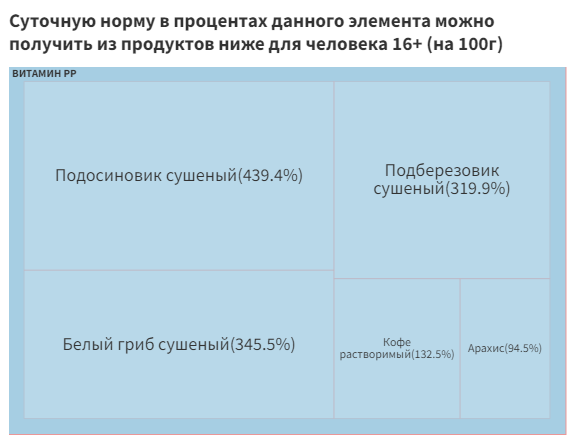 Суточную норму в процентах данного элемента можно
получить из продуктов ниже для человека 16+ (на 100г)
ВИТАМИН PP
Подосиновик сушеный(439.4%)
Подберезовик
сушеный(319.9%)
Белый гриб сушеный(345.5%)
Кофе
растворимый(132.5%)
Арахис(94.5%)